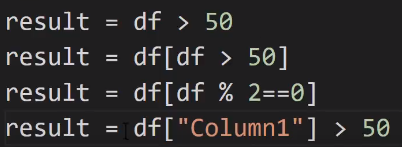 result = df > 50
result = df[df > 50]
result = df[df % 2==0]
result = df["Column1"] > 50